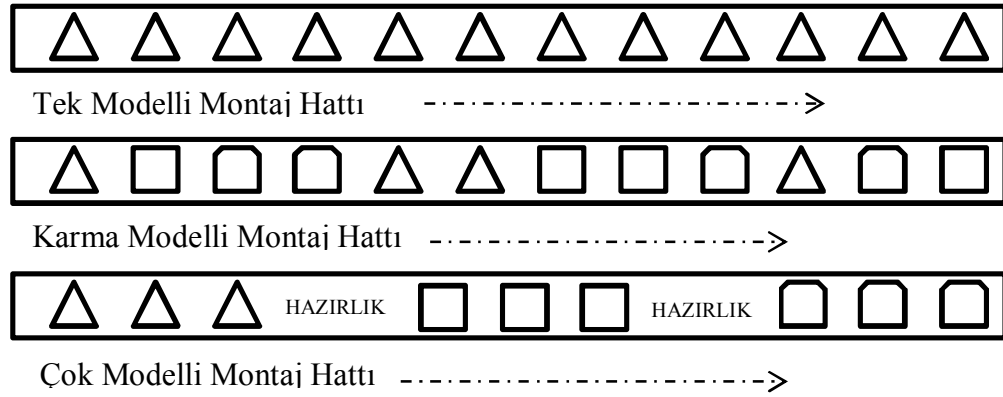 Tek Modelli Montaj Hattı
Karma Modelli Montaj Hattı
HAZIRLIK HAZIRLIK
Çok Modelli Montaj Hattı